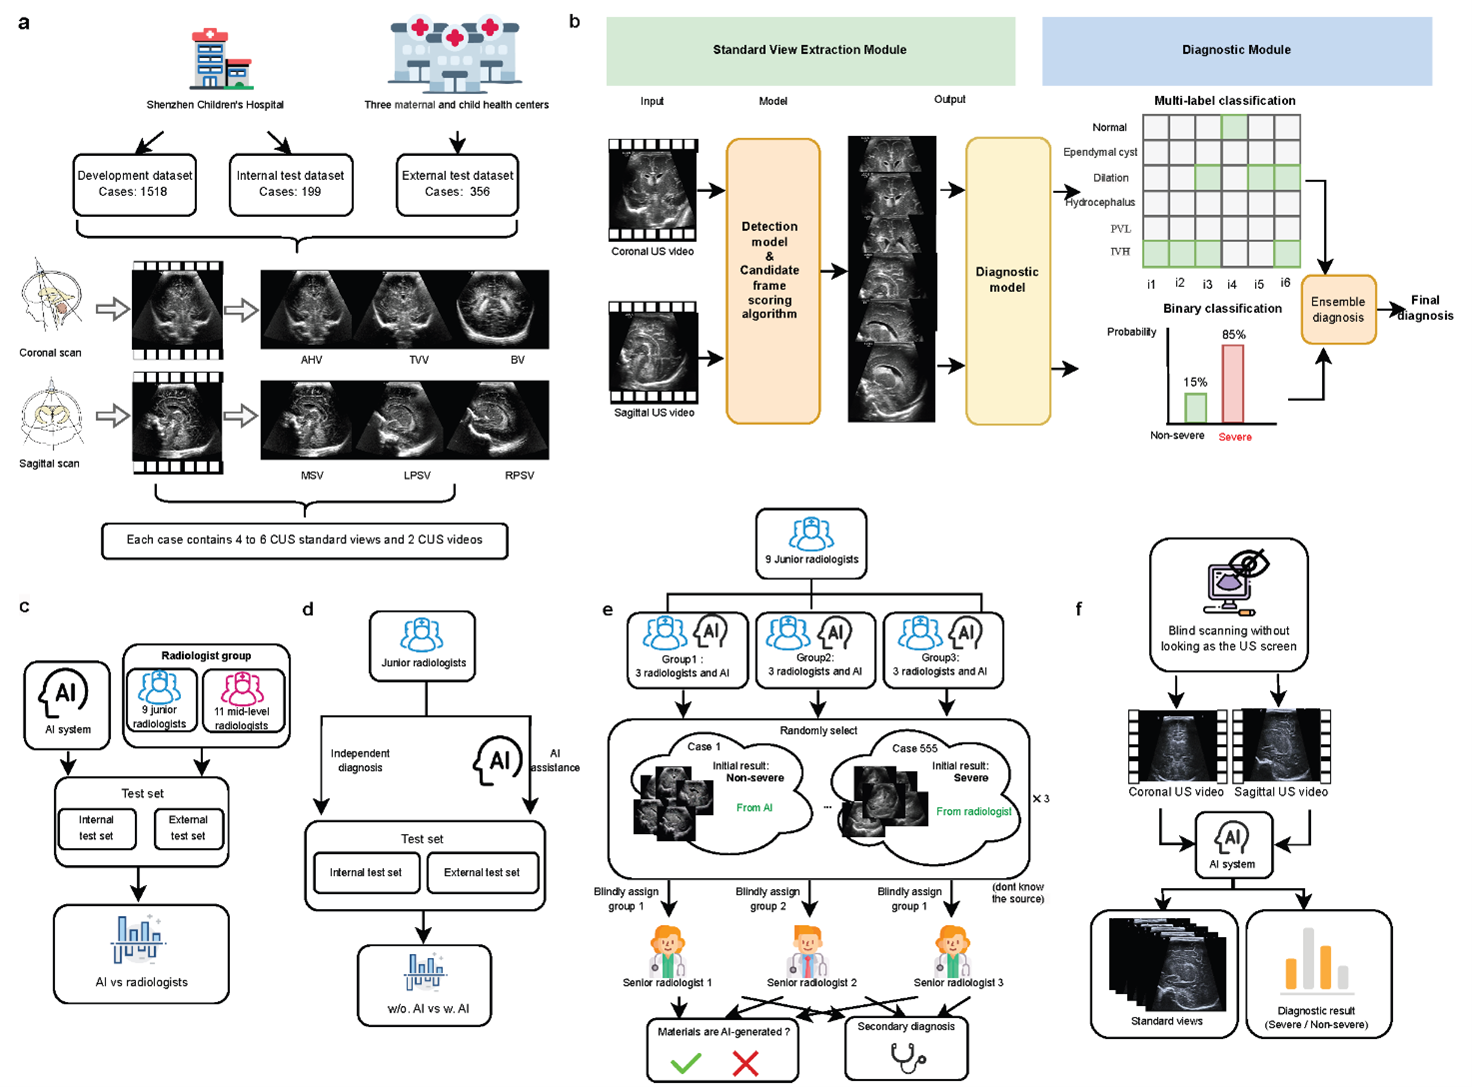 a
Shenzhen Children's Hospital
Three maternal and child health centers
Development dataset
Cases: 1518
Internal test dataset
Cases: 199
External test dataset
Cases: 356
Coronal scan
AHV
TVV
BV
Sagittal scan
MSV
LPSV
RPSV
Each case contains 4 to 6 CUS standard views and 2 CUS videos
b
Standard View Extraction Module
Diagnostic Module
Input
Model
Output
Coronal US video
Sagittal US video
Detection
model
&
Candidate
frame
scoring
algorithm
Diagnostic
model
Multi-label classification
Normal
Ependymal cyst
Dilation
Hydrocephalus
PVL
IVH
i1
i2
i3
i4
i5
i6
Binary classification
Probability
15%
85%
Non-severe
Severe
Ensemble
diagnosis
Final
diagnosis
c
AI
AI system
Radiologist group
9 junior
radiologists
11 mid-level
radiologists
Test set
Internal
test set
External
test set
AI vs radiologists
d
Junior radiologists
Independent
diagnosis
AI
AI
assistance
Test set
Internal test set
External test set
w/o. AI vs w. AI
e
9 Junior radiologists
AI
Group1 :
3 radiologists and AI
AI
Group2:
3 radiologists and AI
AI
Group3:
3 radiologists and AI
Randomly select
Case 1
Initial result:
Non-severe
From AI
...
Case 555
Initial result:
Severe
From radiologist
×3
Blindly assign
group 1
Blindly assign
group 2
Blindly assign
group 1
(dont know
the source)
Senior radiologist 1
Senior radiologist 2
Senior radiologist 3
Materials are AI-generated ?
Secondary diagnosis
f
Blind scanning without
looking as the US screen
Coronal US video
Sagittal US video
AI
AI system
Standard views
Diagnostic result
(Severe / Non-severe)